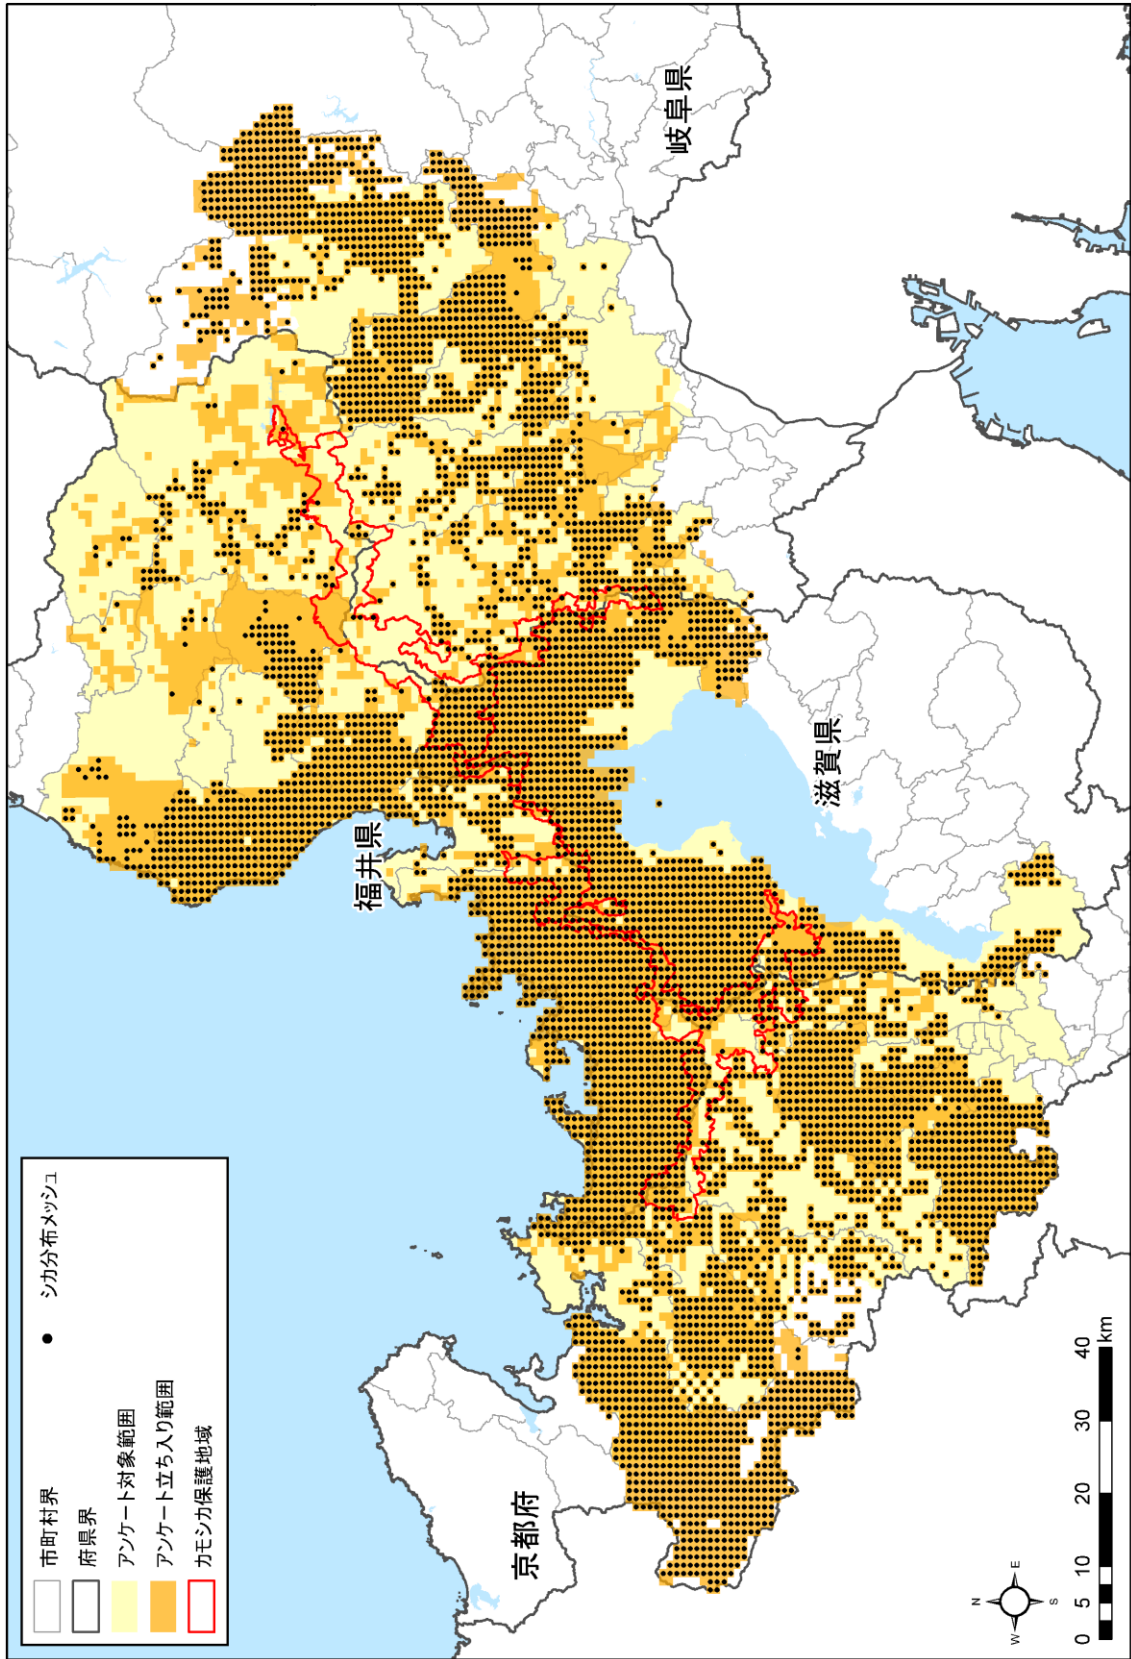 市町村界
府県界
アンケート対象範囲
アンケート立ち入り範囲
カモシカ保護地域
シカ分布メッシュ
岐阜県
福井県
滋賀県
京都府
N
W
E
S
0 5 10 20 30 40
km